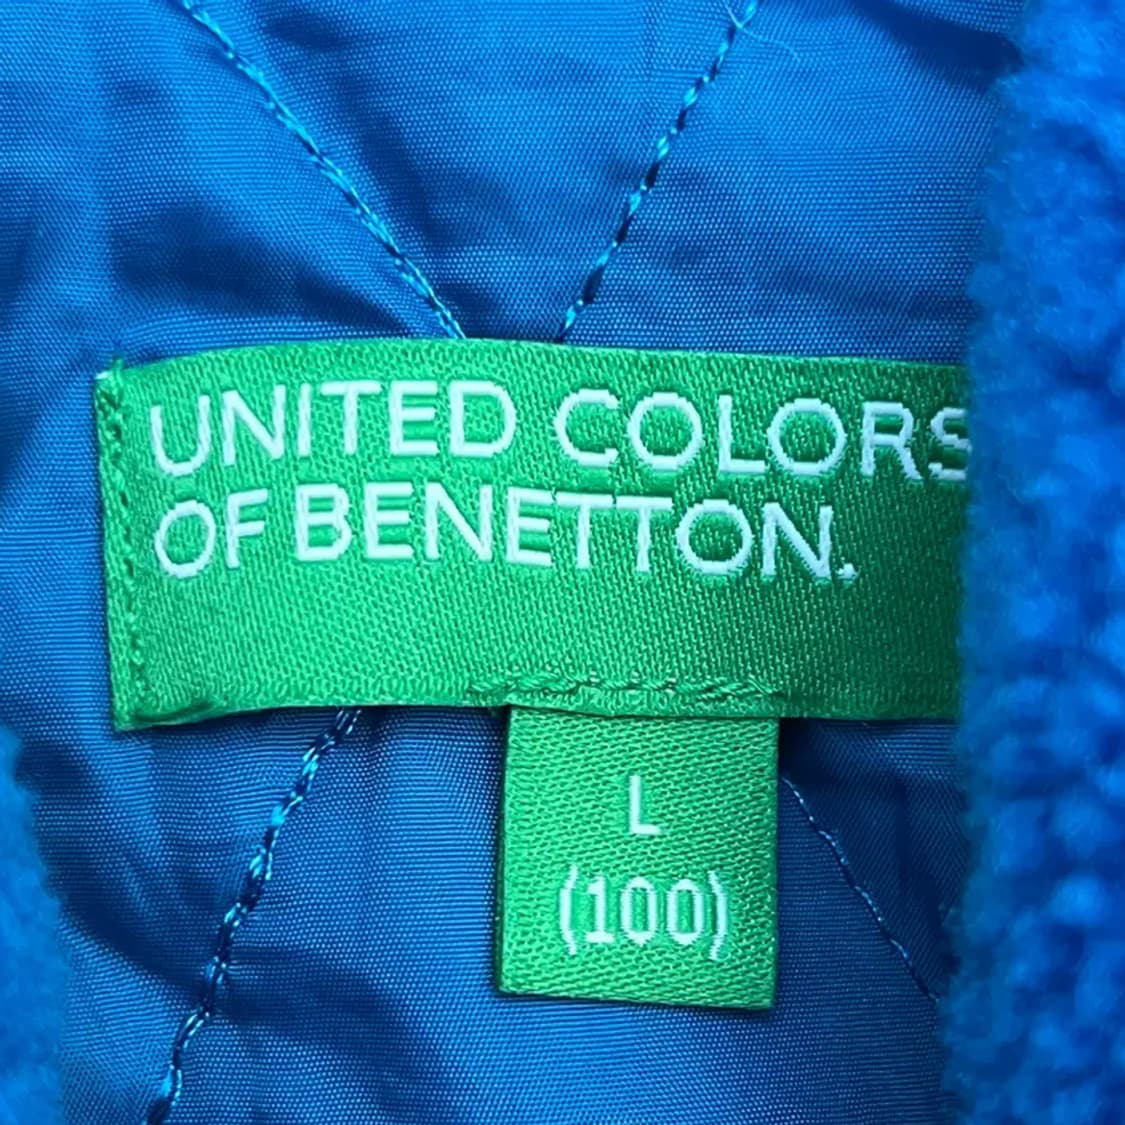 UNITED COLORS
OF BENETTON.
L
(100)